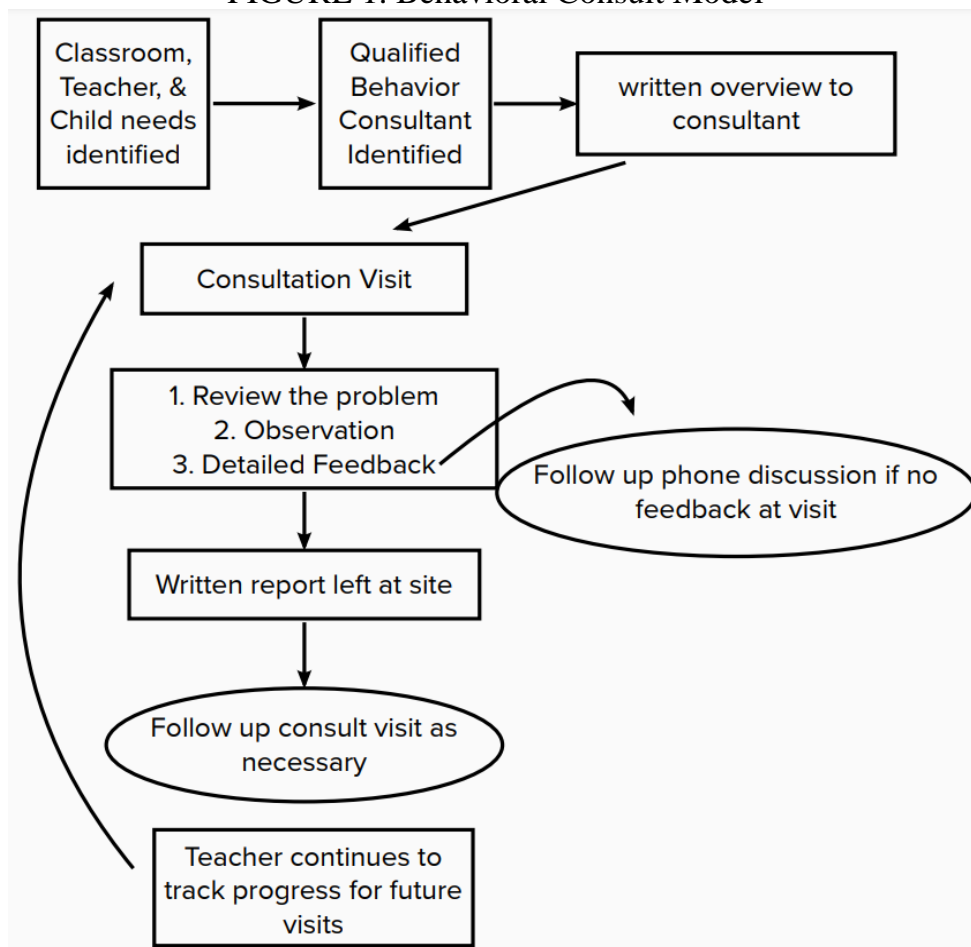 FIGURE 1. Behavioral Consult Model
Classroom,
Teacher, &
Child needs
identified
Qualified
Behavior
Consultant
Identified
written overview to
consultant
Consultation Visit
1. Review the problem
2. Observation
3. Detailed Feedback
Follow up phone discussion if no
feedback at visit
Written report left at site
Follow up consult visit as
necessary
Teacher continues to
track progress for future
visits